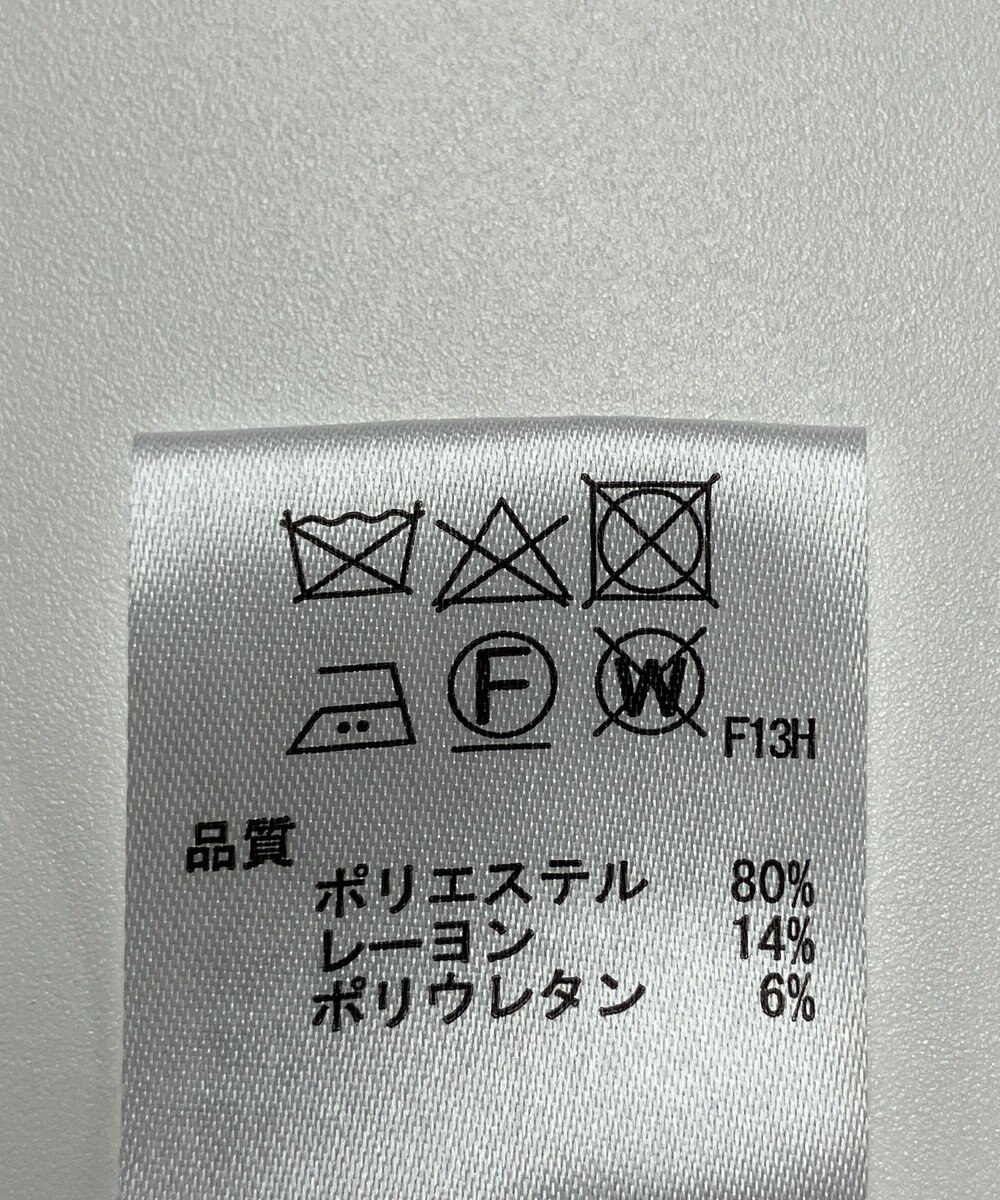 F W F13H
品質
ポリエステル 80%
レーヨン 14%
ポリウレタン 6%